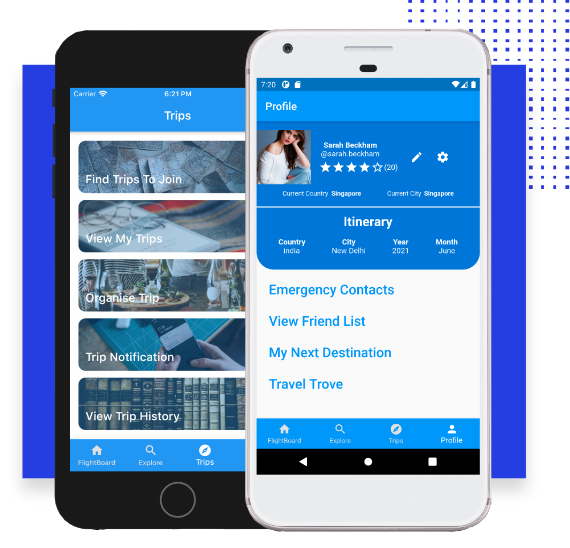 Carrier
6:21 PM
Trips
Find Trips To Join
View My Trips
Organise Trip
Trip Notification
View Trip History
FlightBoard
Explore
Trips
7:20
Profile
Sarah Beckham
@sarah.beckham
(20)
Current Country Singapore
Current City Singapore
Itinerary
Country City Year Month
india New Delhi 2021 June
Emergency Contacts
View Friend List
My Next Destination
Travel Trove
FlightBoard
Explore
Trips
Profile